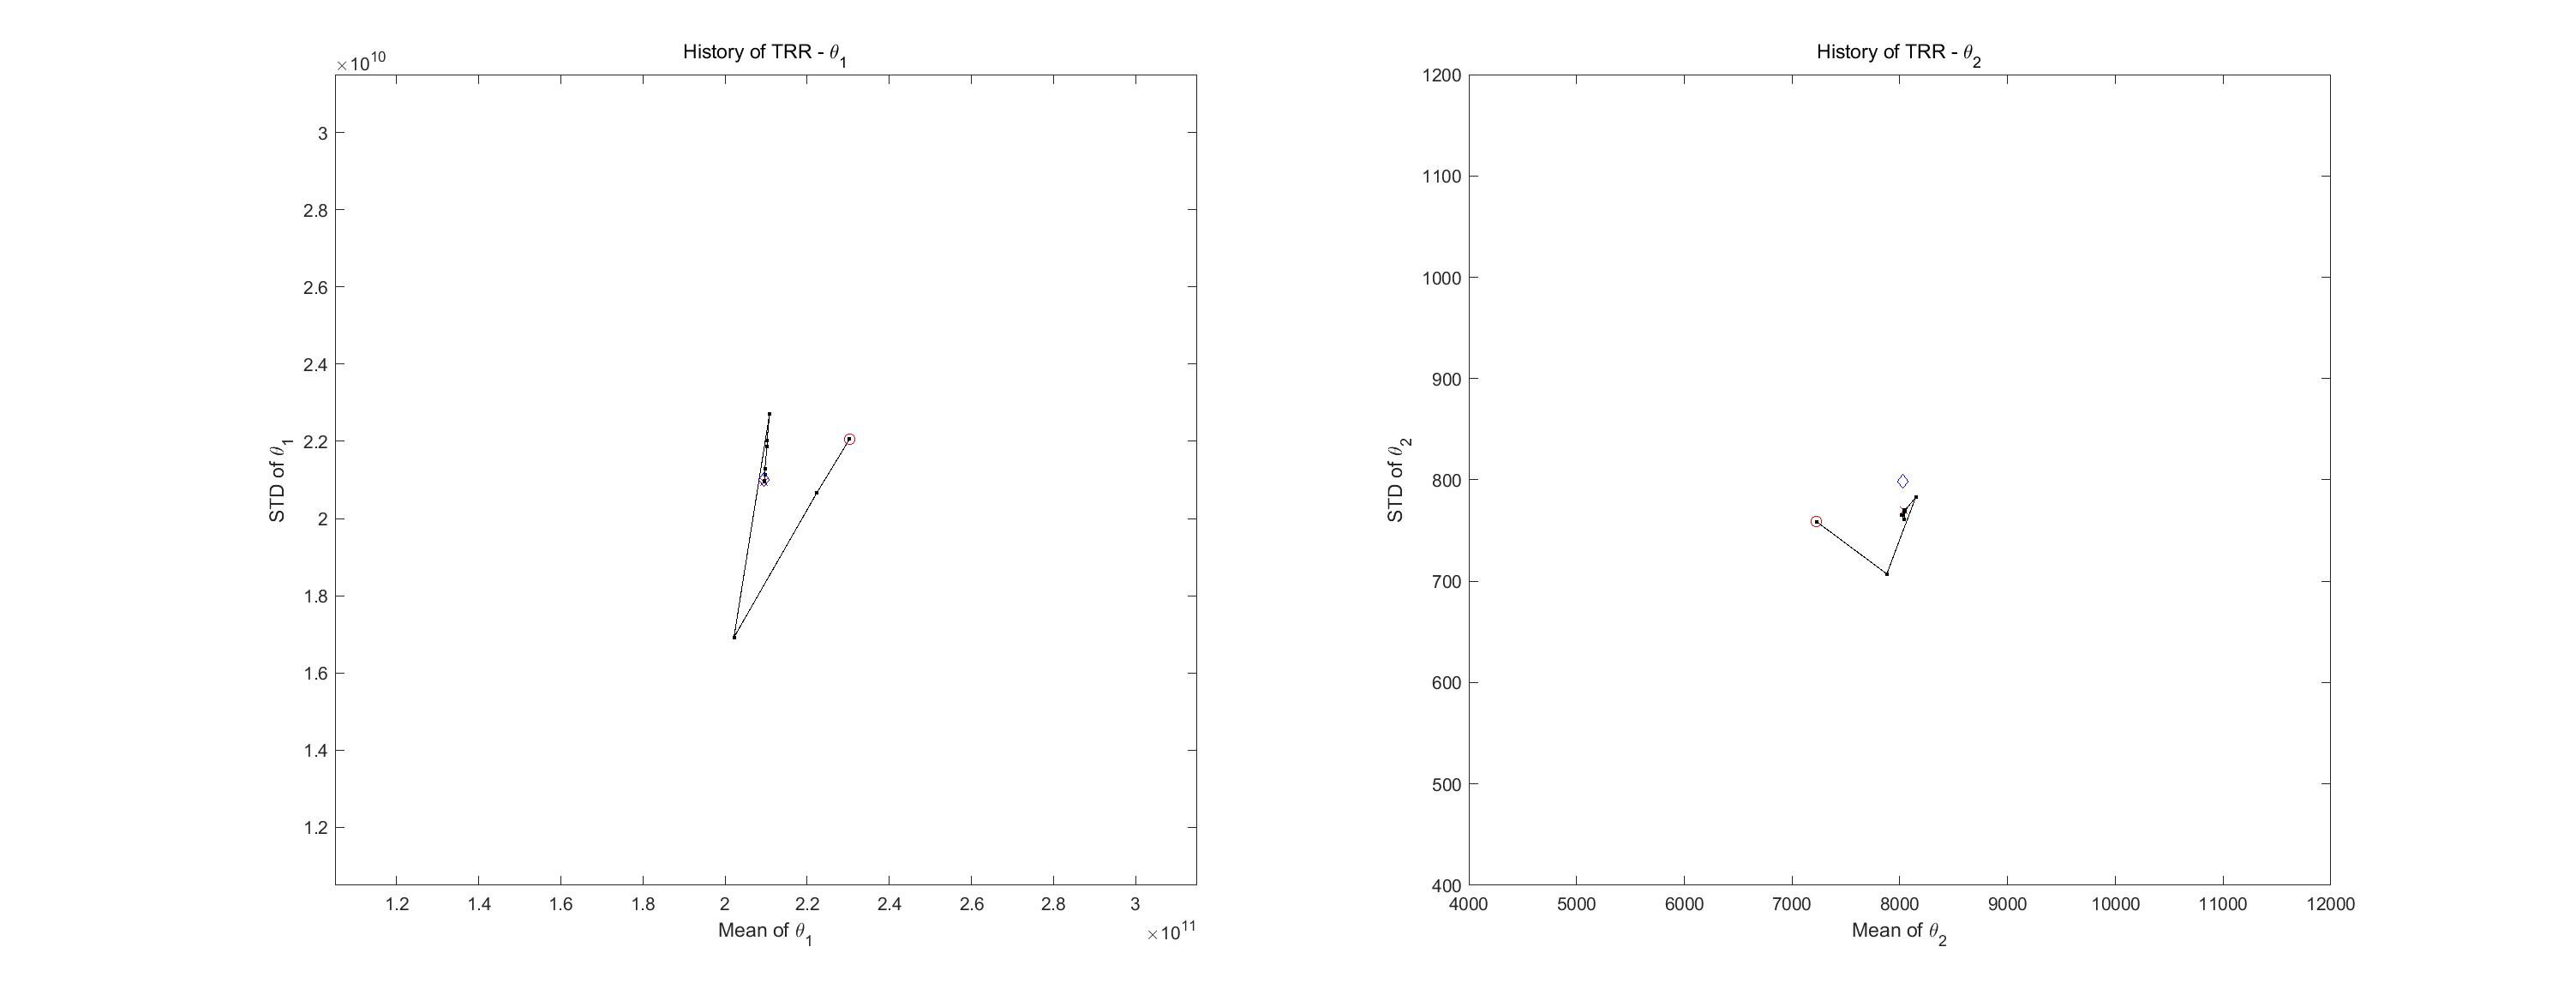 History of TRR - θ1
×10^10
3
2.8
2.6
2.4
2.2
2
1.8
1.6
1.4
1.2
STD of θ1
1.2 1.4 1.6 1.8 2 2.2 2.4 2.6 2.8 3
Mean of θ1
×10^11
History of TRR - θ2
1200
1100
1000
900
800
700
600
500
400
STD of θ2
4000 5000 6000 7000 8000 9000 10000 11000 12000
Mean of θ2